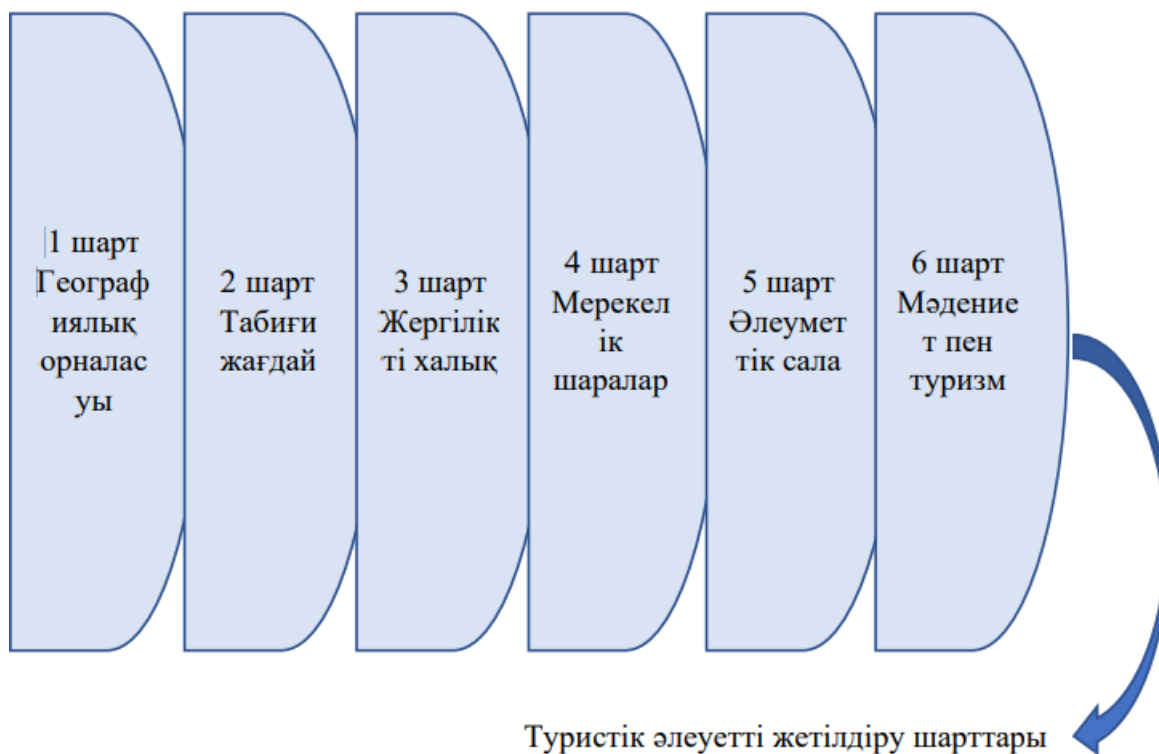 1 шарт
Географ
иялық
орналас
уы
2 шарт
Табиғи
жағдай
3 шарт
Жергілік
ті халық
4 шарт
Мерекел
ік
шаралар
5 шарт
Әлеумет
тік сала
6 шарт
Мәдение
т пен
туризм
Туристік әлеуетті жетілдіру шарттары